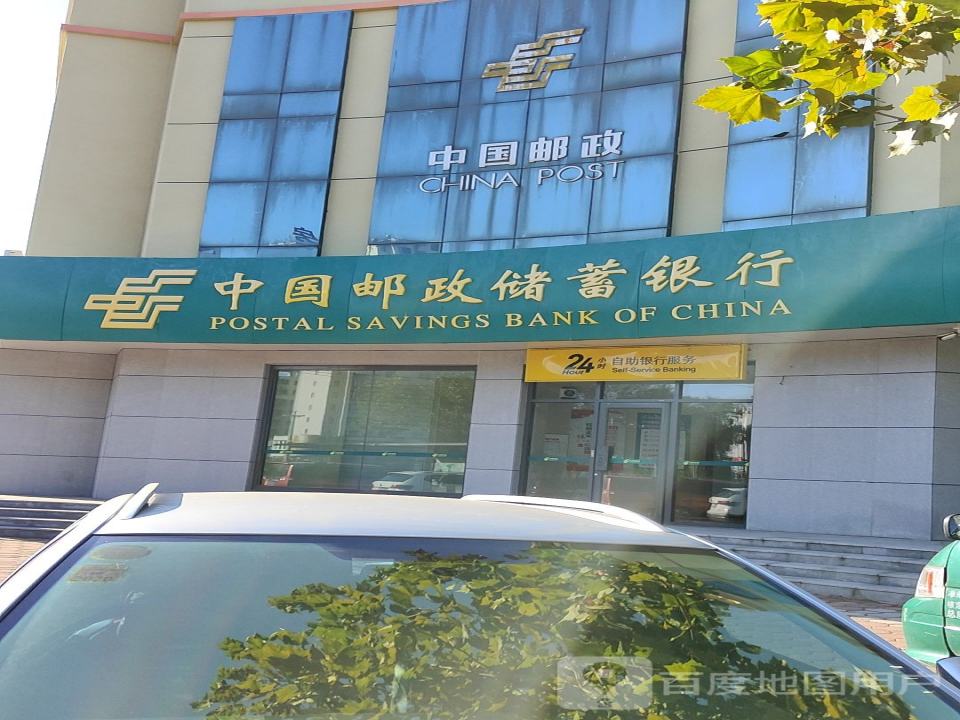 中国邮政
CHINA POST
中国邮政储蓄银行
POSTAL SAVINGS BANK OF CHINA
24小时 自助银行服务
Hour Self-Service Banking
百度地图用户